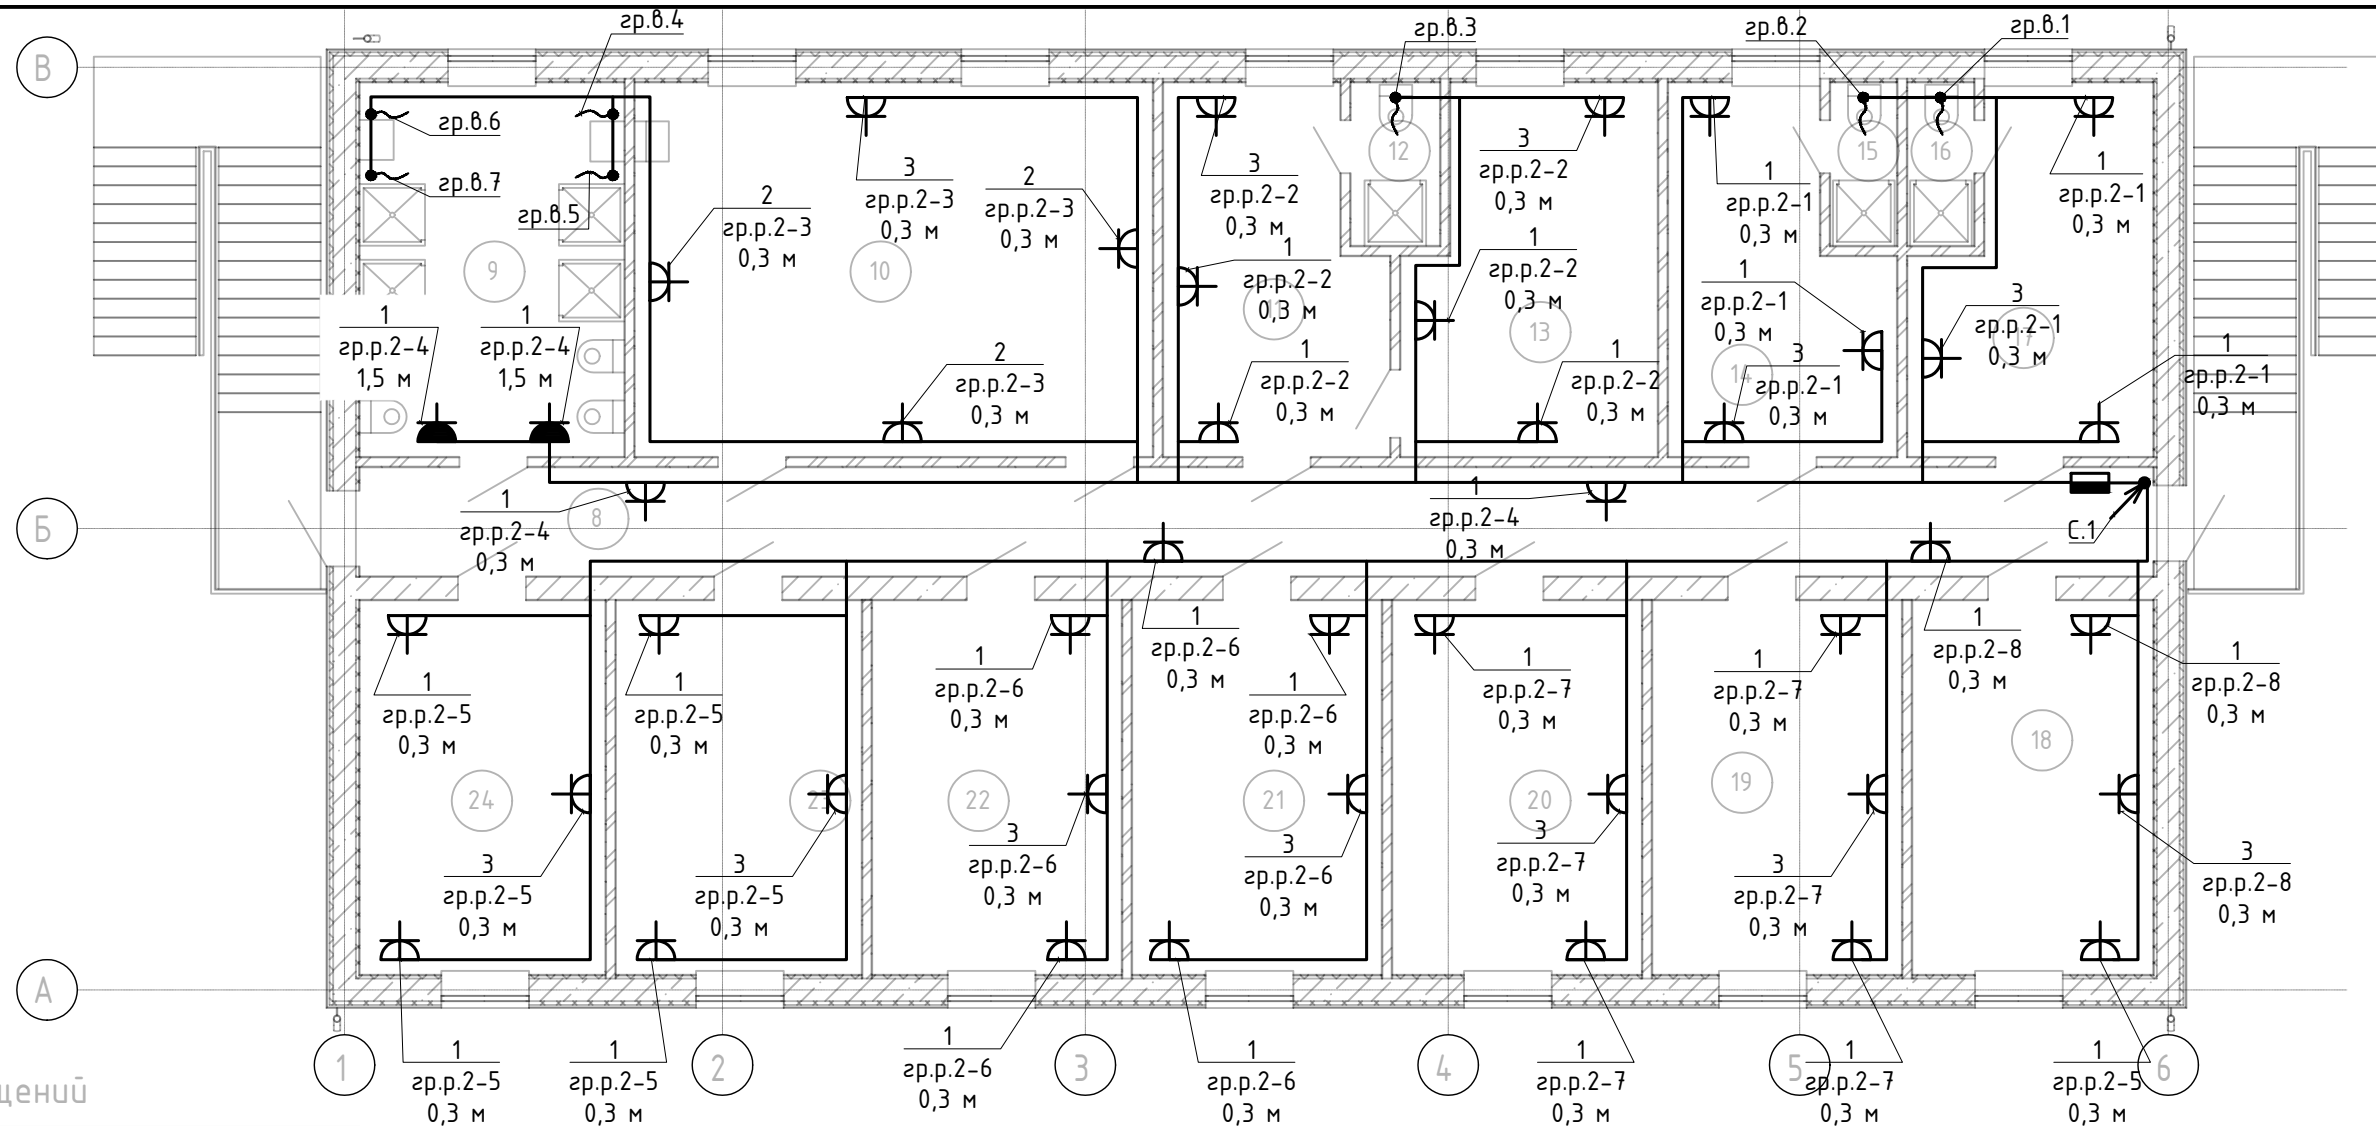 гр.в.4
гр.в.3
гр.в.2
гр.в.1
В
гр.в.6
гр.в.7
гр.в.5
12
15
16
3
гр.р.2-3
0,3 м
2
гр.р.2-3
0,3 м
2
гр.р.2-3
0,3 м
3
гр.р.2-2
0,3 м
3
гр.р.2-2
0,3 м
1
гр.р.2-1
0,3 м
1
гр.р.2-1
0,3 м
9
10
1
гр.р.2-2
0,3 м
11
1
гр.р.2-2
0,3 м
13
1
гр.р.2-1
0,3 м
3
гр.р.2-1
0,3 м
17
1
гр.р.2-4
1,5 м
1
гр.р.2-4
1,5 м
2
гр.р.2-3
0,3 м
1
гр.р.2-2
0,3 м
1
гр.р.2-2
0,3 м
14
3
гр.р.2-1
0,3 м
1
гр.р.2-1
0,3 м
Б
1
гр.р.2-4
0,3 м
8
1
гр.р.2-4
0,3 м
С.1
1
гр.р.2-5
0,3 м
1
гр.р.2-5
0,3 м
1
гр.р.2-6
0,3 м
1
гр.р.2-6
0,3 м
1
гр.р.2-6
0,3 м
1
гр.р.2-7
0,3 м
1
гр.р.2-7
0,3 м
1
гр.р.2-8
0,3 м
1
гр.р.2-8
0,3 м
24
23
22
21
20
19
18
3
гр.р.2-5
0,3 м
3
гр.р.2-5
0,3 м
3
гр.р.2-6
0,3 м
3
гр.р.2-6
0,3 м
3
гр.р.2-7
0,3 м
3
гр.р.2-7
0,3 м
3
гр.р.2-8
0,3 м
А
1
2
3
4
5
6
1
гр.р.2-5
0,3 м
1
гр.р.2-5
0,3 м
1
гр.р.2-6
0,3 м
1
гр.р.2-6
0,3 м
1
гр.р.2-7
0,3 м
1
гр.р.2-7
0,3 м
1
гр.р.2-5
0,3 м
щений